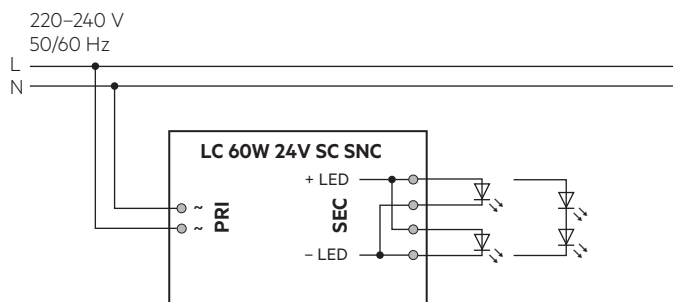 220–240 V
50/60 Hz
L
N
LC 60W 24V SC SNC
+ LED
~
PRI
SEC
~
– LED